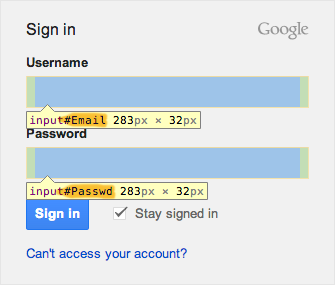 Sign in Google
Username
input#Email 283px × 32px
Password
input#Passwd 283px × 32px
Sign in Stay signed in
Can't access your account?